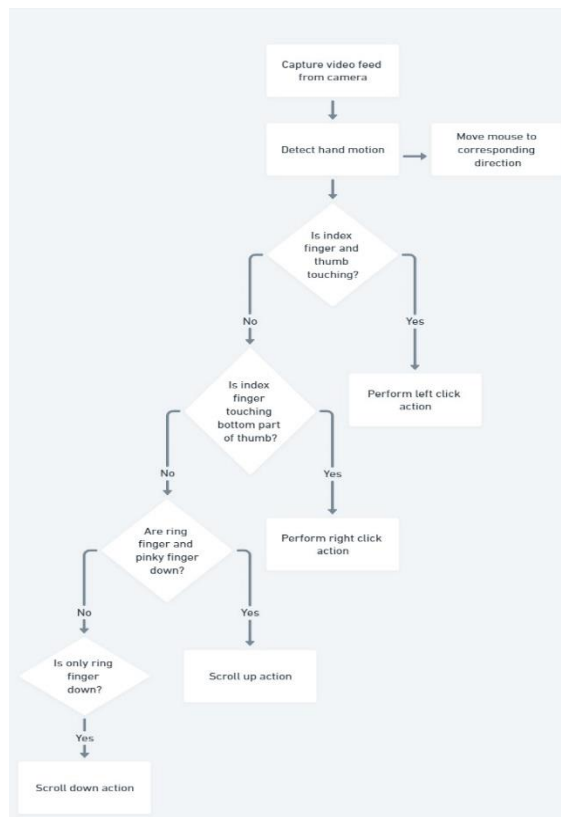 Capture video feed
from camera
Detect hand motion
Move mouse to
corresponding
direction
Is index
finger and
thumb
touching?
No
Yes
Is index
finger
touching
bottom part
of thumb?
Perform left click
action
No
Yes
Are ring
finger and
pinky finger
down?
Perform right click
action
No
Yes
Is only ring
finger
down?
Scroll up action
Yes
Scroll down action